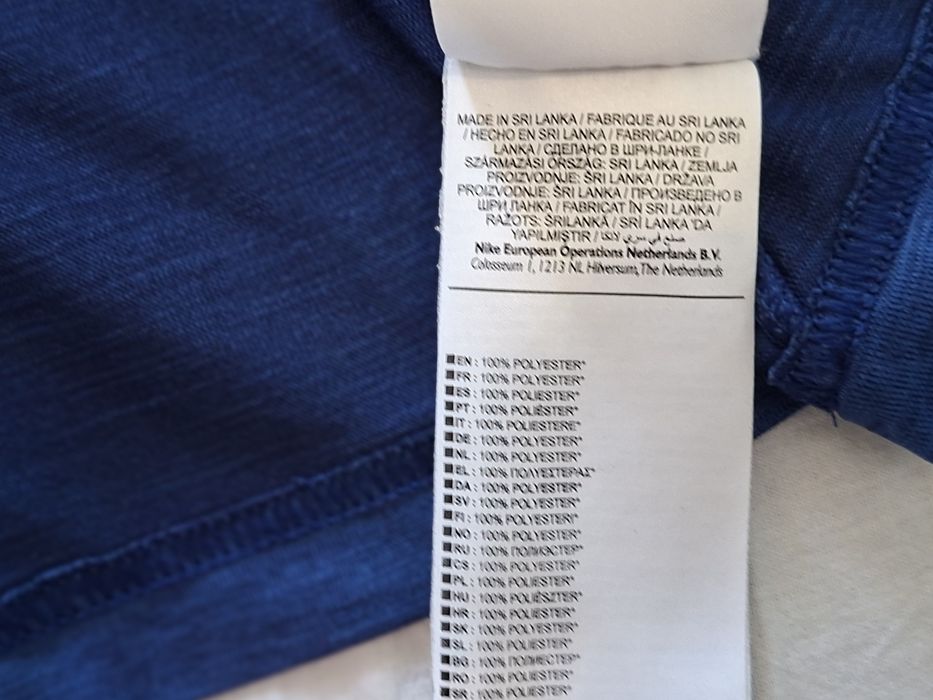 MADE IN SRI LANKA / FABRIQUE AU SRI LANKA
/ HECHO EN SRI LANKA / FABRICADO NO SRI
LANKA / СДЕЛАНО В ШРИ-ЛАНКЕ /
SZÁRMAZÁSI ORSZÁG: SRI LANKA / ZEMLJA
PROIZVODNJE: ŠRI LANKA / DRŽAVA
PROIZVODNJE: ŠRI LANKA / ПРОИЗВЕДЕНО В
ШРИ ЛАНКА / FABRICAT ÎN SRI LANKA /
RAŽOTS: ŠRILANKĀ / SRİ LANKA 'DA
YAPILMIŞTIR / صنع في سري لانكا
Nike European Operations Netherlands B.V.
Colosseum 1, 1213 NL Hilversum, The Netherlands
EN : 100% POLYESTER*
FR : 100% POLYESTER*
ES : 100% POLIESTER*
PT : 100% POLIÉSTER*
IT : 100% POLIESTERE*
DE : 100% POLYESTER*
NL : 100% POLYESTER*
EL : 100% ΠΟΛΥΕΣΤΕΡΑΣ*
DA : 100% POLYESTER*
SV : 100% POLYESTER*
FI : 100% POLYESTERI*
NO : 100% POLYESTER*
RU : 100% ПОЛИЭСТЕР*
CS : 100% POLYESTER*
PL : 100% POLIESTER*
HU : 100% POLIÉSZTER*
HR : 100% POLIESTER*
SK : 100% POLYESTER*
SL : 100% POLIESTER*
BG : 100% ПОЛИЕСТЕР*
RO : 100% POLIESTER*
SR : 100% POLIESTER*